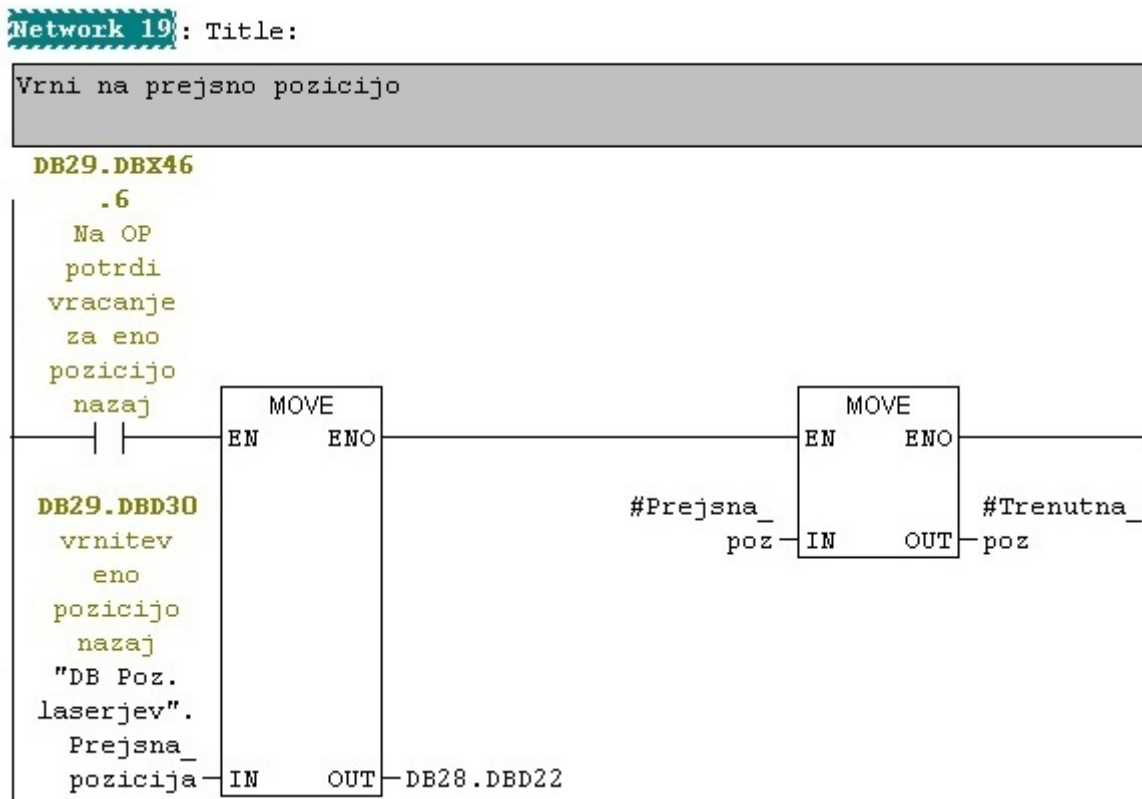 Network 19: Title:
Vrni na prejsno pozicijo
DB29.DBX46
.6
Na OP
potrdi
vracanje
za eno
pozicijo
nazaj
MOVE
EN ENO
DB29.DBD30
vrnitev
eno
pozicijo
nazaj
"DB Poz.
laserjev".
Prejsna_
pozicija
IN OUT
DB28.DBD22
MOVE
EN ENO
#Prejsna_
poz
IN OUT
#Trenutna_
poz